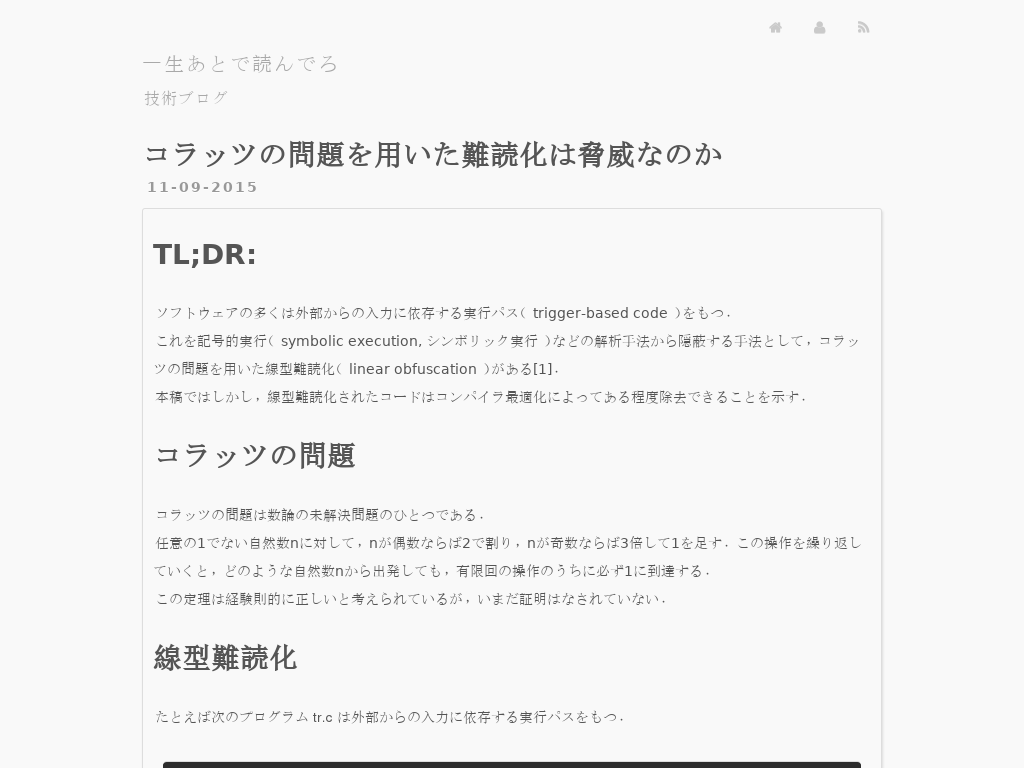 一生あとで読んでろ
技術ブログ
コラッツの問題を用いた難読化は脅威なのか
11-09-2015
TL;DR:
ソフトウェアの多くは外部からの入力に依存する実行パス( trigger-based code )をもつ.
これを記号的実行( symbolic execution, シンボリック実行 )などの解析手法から隠蔽する手法として, コラッ
ツの問題を用いた線型難読化( linear obfuscation )がある[1].
本稿ではしかし, 線型難読化されたコードはコンパイラ最適化によってある程度除去できることを示す.
コラッツの問題
コラッツの問題は数論の未解決問題のひとつである.
任意の1でない自然数nに対して, nが偶数ならば2で割り, nが奇数ならば3倍して1を足す. この操作を繰り返し
ていくと, どのような自然数nから出発しても, 有限回の操作のうちに必ず1に到達する.
この定理は経験則的に正しいと考えられているが, いまだ証明はなされていない.
線型難読化
たとえば次のプログラム tr.c は外部からの入力に依存する実行パスをもつ.